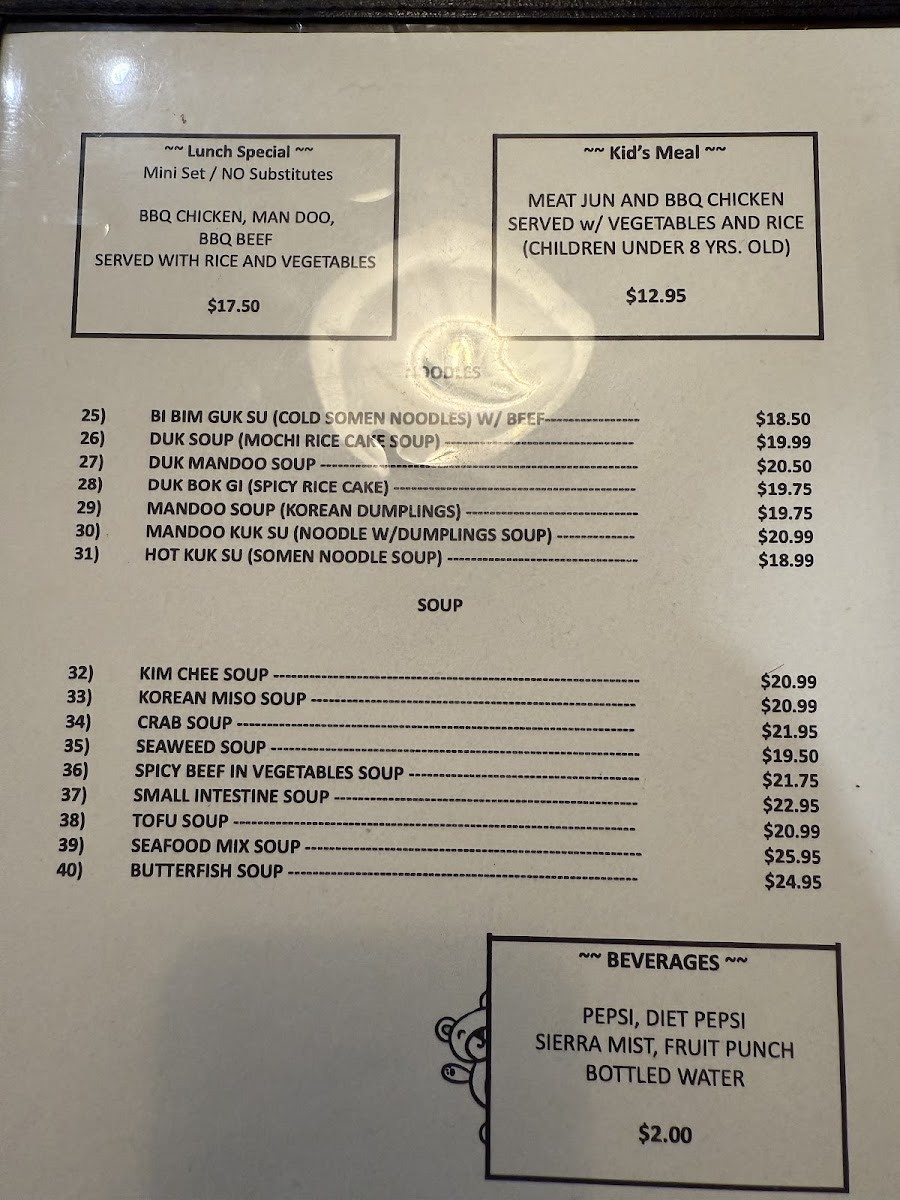 ~~ Lunch Special ~~
Mini Set / NO Substitutes
BBQ CHICKEN, MAN DOO,
BBQ BEEF
SERVED WITH RICE AND VEGETABLES
$17.50
~~ Kid's Meal ~~
MEAT JUN AND BBQ CHICKEN
SERVED w/ VEGETABLES AND RICE
(CHILDREN UNDER 8 YRS. OLD)
$12.95
NOODLES
25) BI BIM GUK SU (COLD SOMEN NOODLES) W/ BEEF $18.50
26) DUK SOUP (MOCHI RICE CAKE SOUP) $19.99
27) DUK MANDOO SOUP $20.50
28) DUK BOK GI (SPICY RICE CAKE) $19.75
29) MANDOO SOUP (KOREAN DUMPLINGS) $19.75
30) MANDOO KUK SU (NOODLE W/DUMPLINGS SOUP) $20.99
31) HOT KUK SU (SOMEN NOODLE SOUP) $18.99
SOUP
32) KIM CHEE SOUP $20.99
33) KOREAN MISO SOUP $20.99
34) CRAB SOUP $21.95
35) SEAWEED SOUP $19.50
36) SPICY BEEF IN VEGETABLES SOUP $21.75
37) SMALL INTESTINE SOUP $22.95
38) TOFU SOUP $20.99
39) SEAFOOD MIX SOUP $25.95
40) BUTTERFISH SOUP $24.95
~~ BEVERAGES ~~
PEPSI, DIET PEPSI
SIERRA MIST, FRUIT PUNCH
BOTTLED WATER
$2.00